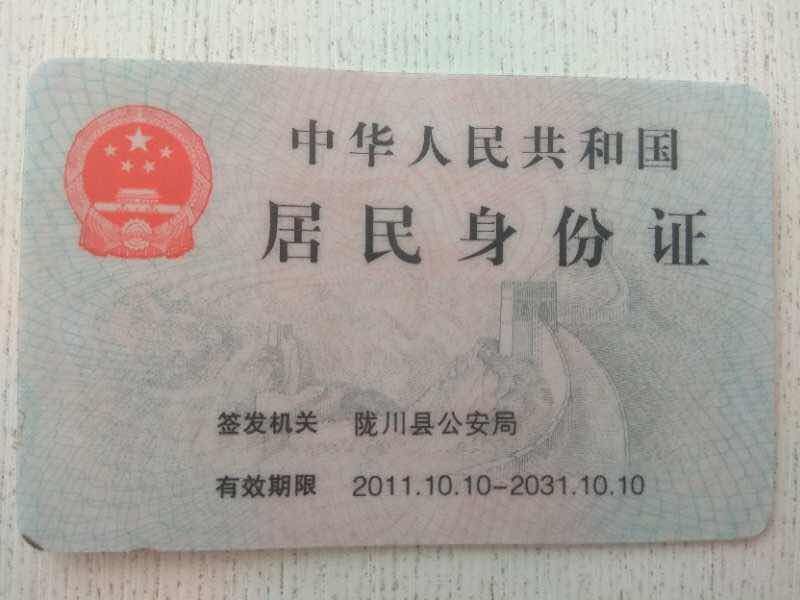 中华人民共和国
居民身份证
签发机关 陇川县公安局
有效期限 2011.10.10-2031.10.10